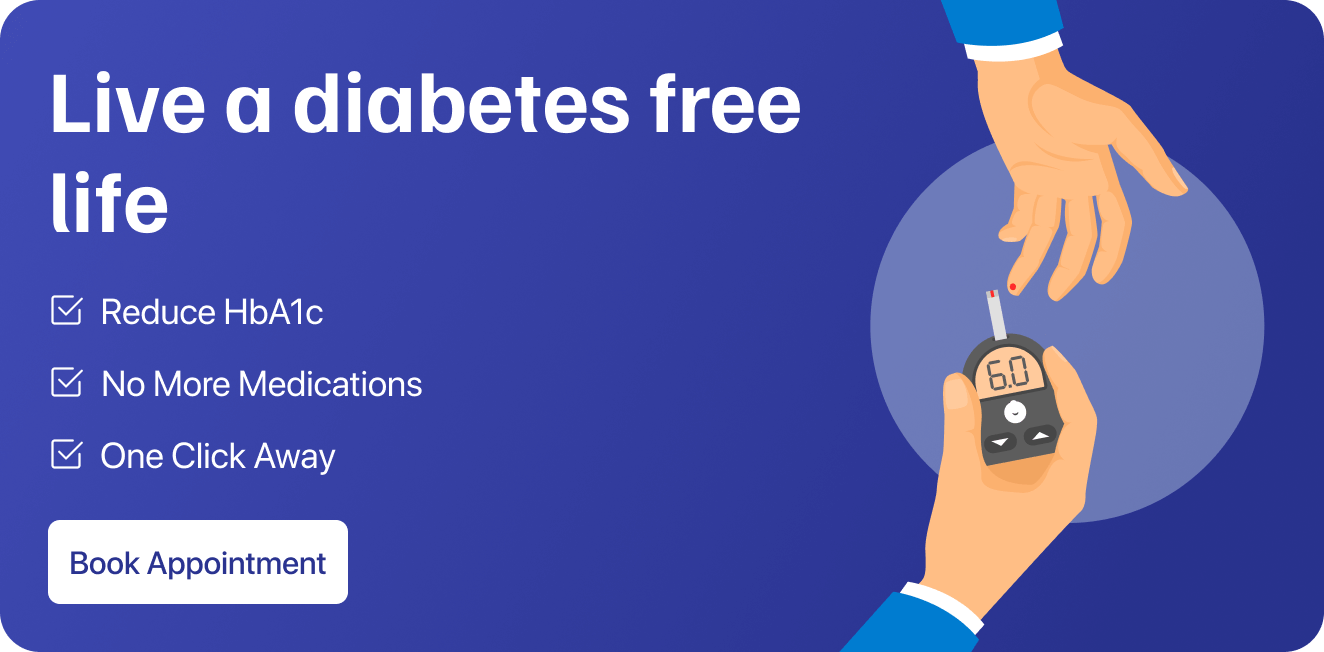 Live a diabetes free
life
Reduce HbA1c
No More Medications
One Click Away
Book Appointment
6.0